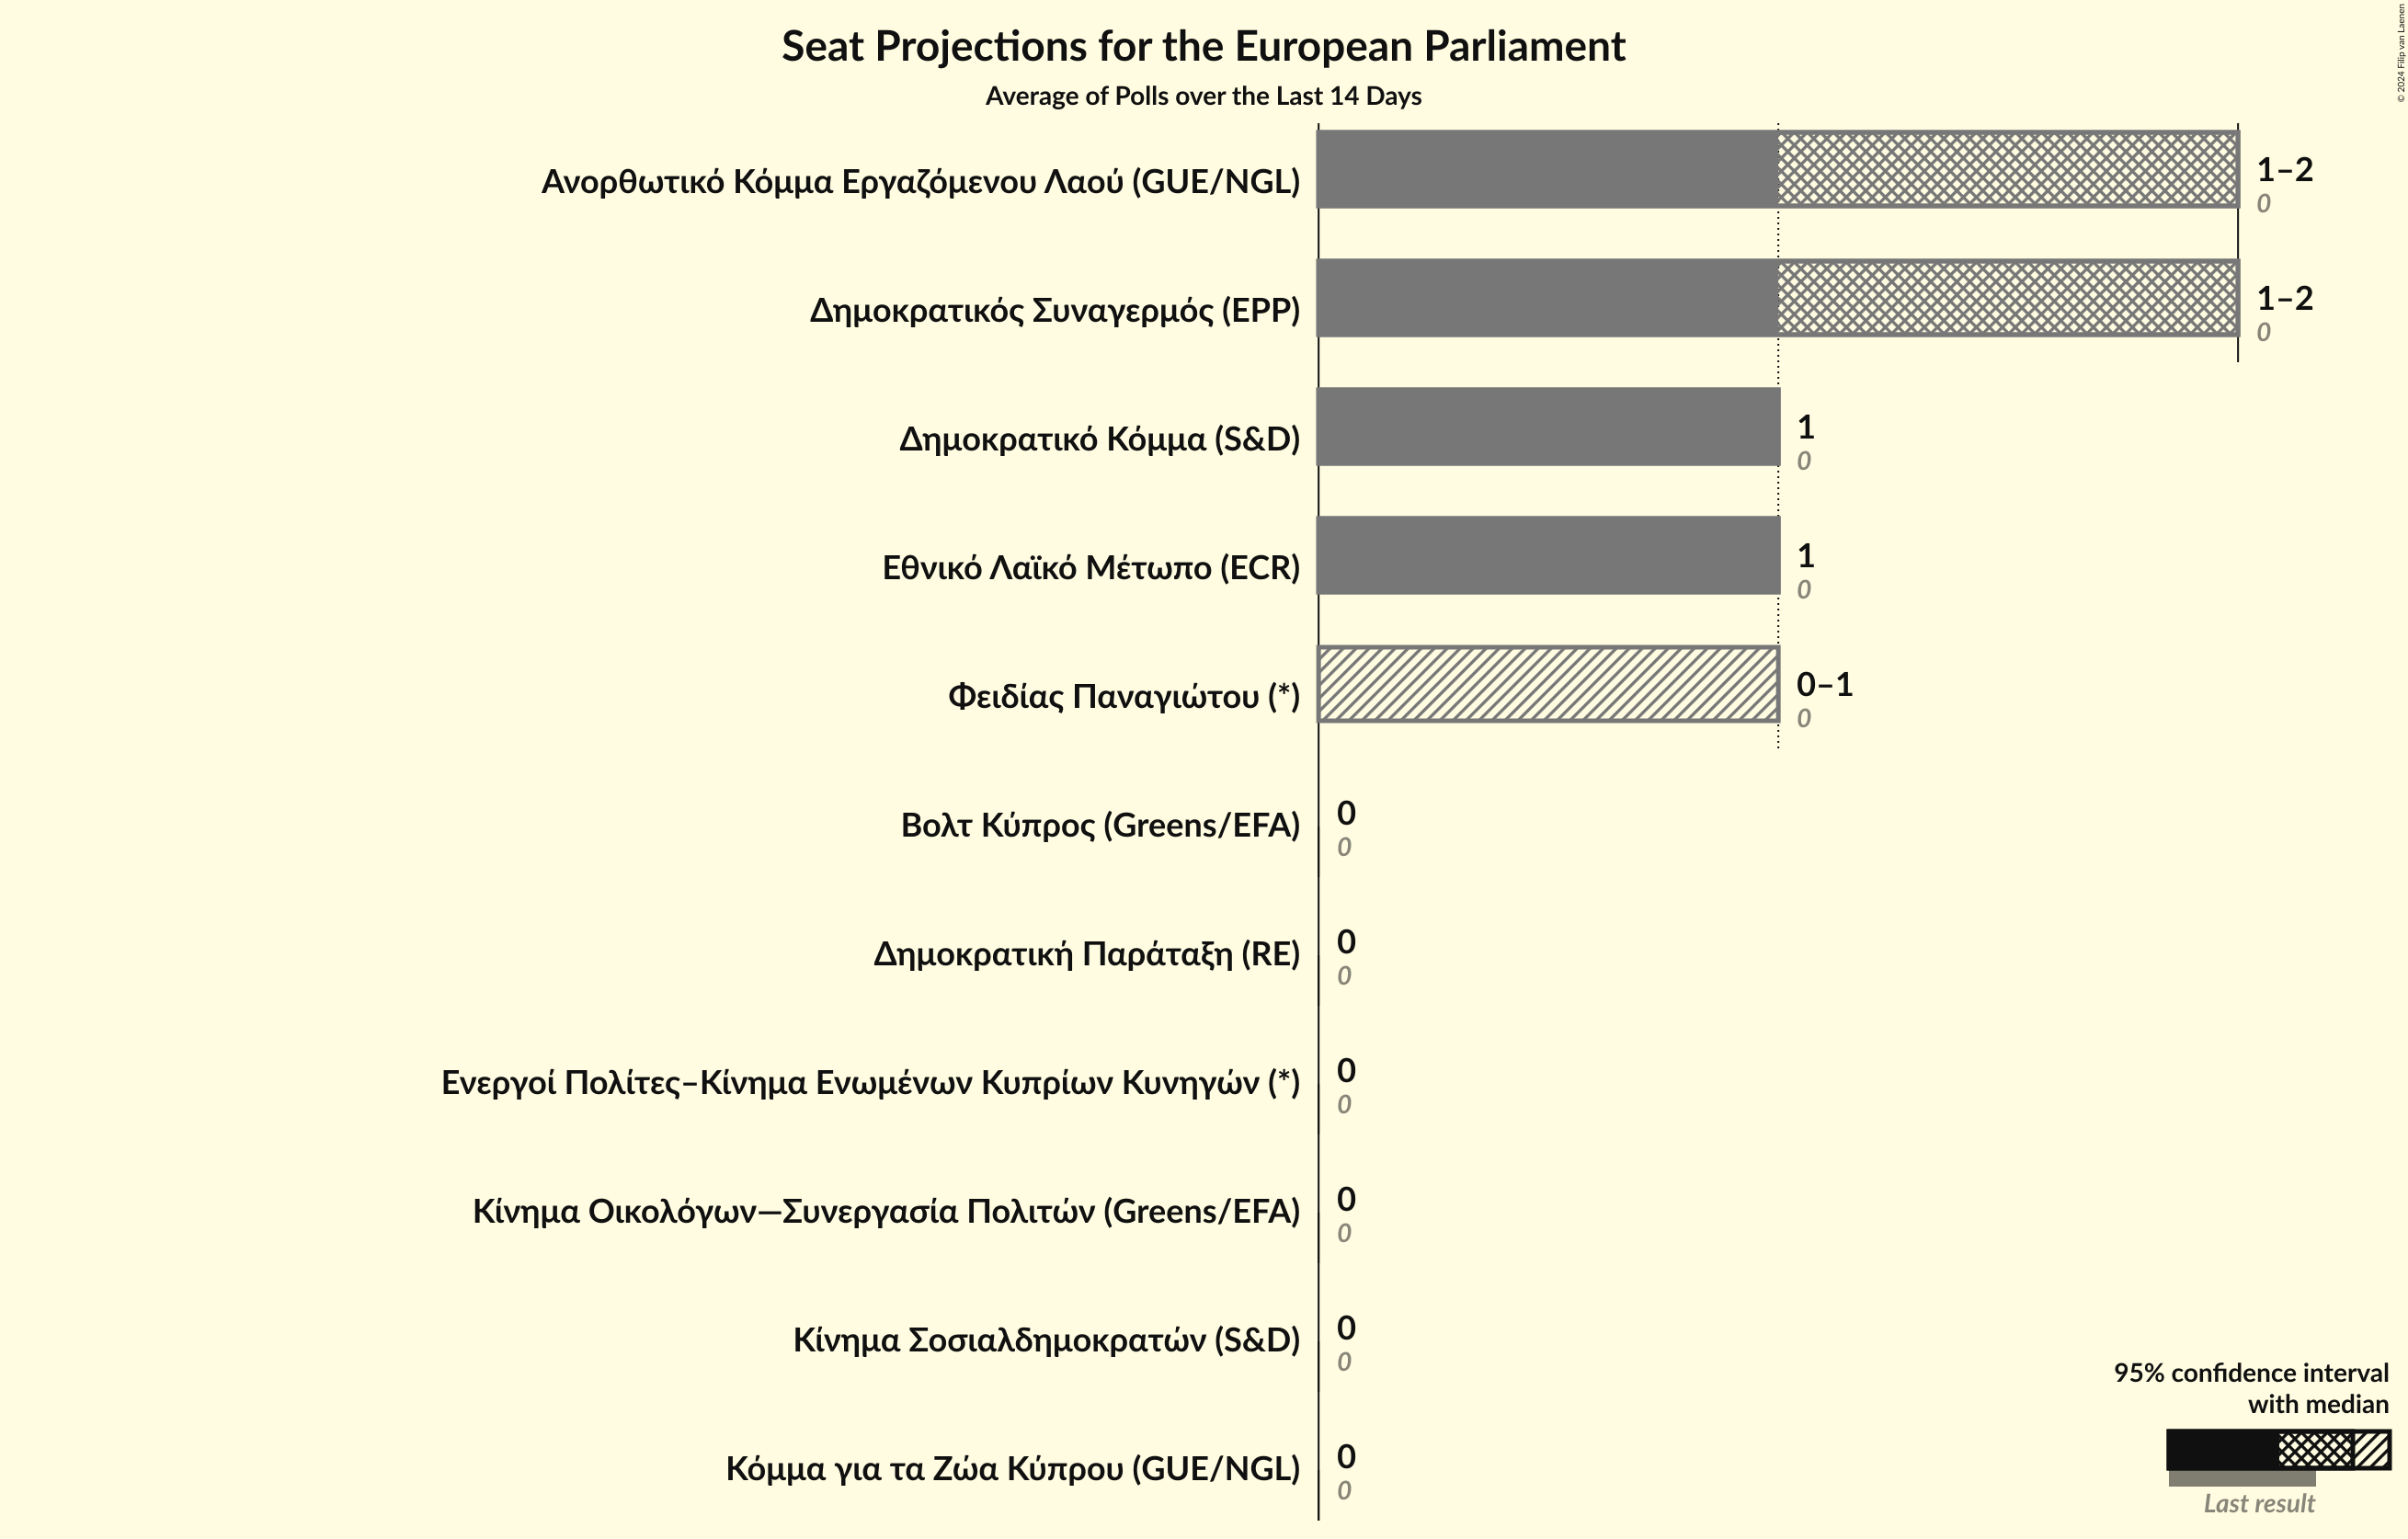 Seat Projections for the European Parliament
Average of Polls over the Last 14 Days
© 2024 Filip van Laenen
Ανορθωτικό Κόμμα Εργαζόμενου Λαού (GUE/NGL)
1–2
0
Δημοκρατικός Συναγερμός (EPP)
1–2
0
Δημοκρατικό Κόμμα (S&D)
1
0
Εθνικό Λαϊκό Μέτωπο (ECR)
1
0
Φειδίας Παναγιώτου (*)
0–1
0
Βολτ Κύπρος (Greens/EFA)
0
0
Δημοκρατική Παράταξη (RE)
0
0
Ενεργοί Πολίτες–Κίνημα Ενωμένων Κυπρίων Κυνηγών (*)
0
0
Κίνημα Οικολόγων—Συνεργασία Πολιτών (Greens/EFA)
0
0
Κίνημα Σοσιαλδημοκρατών (S&D)
0
0
Κόμμα για τα Ζώα Κύπρου (GUE/NGL)
0
0
95% confidence interval
with median
Last result